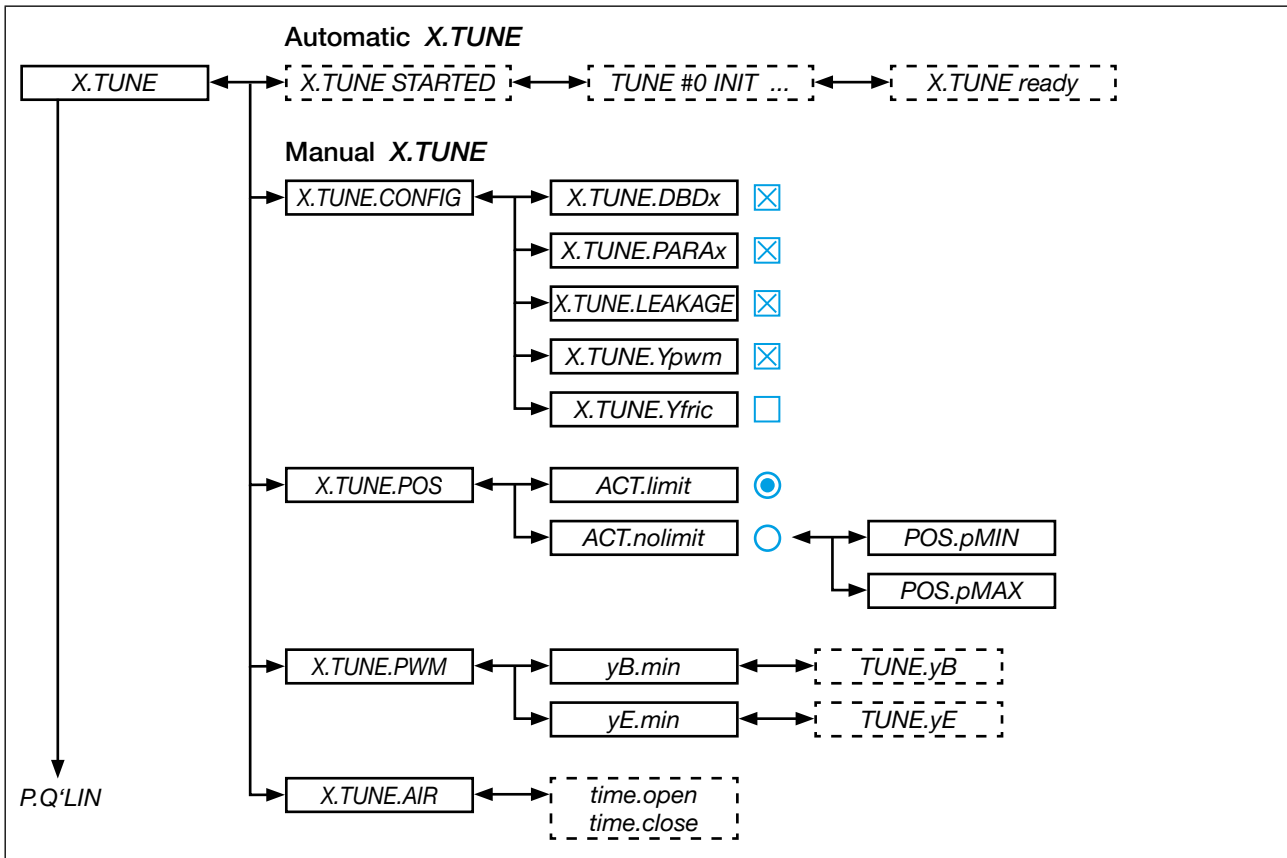 Automatic X.TUNE
X.TUNE
X.TUNE STARTED
TUNE #0 INIT ...
X.TUNE ready
Manual X.TUNE
X.TUNE.CONFIG
X.TUNE.DBDx
X.TUNE.PARAx
X.TUNE.LEAKAGE
X.TUNE.Ypwm
X.TUNE.Yfric
X.TUNE.POS
ACT.limit
ACT.nolimit
POS.pMIN
POS.pMAX
X.TUNE.PWM
yB.min
TUNE.yB
yE.min
TUNE.yE
P.Q‘LIN
X.TUNE.AIR
time.open
time.close